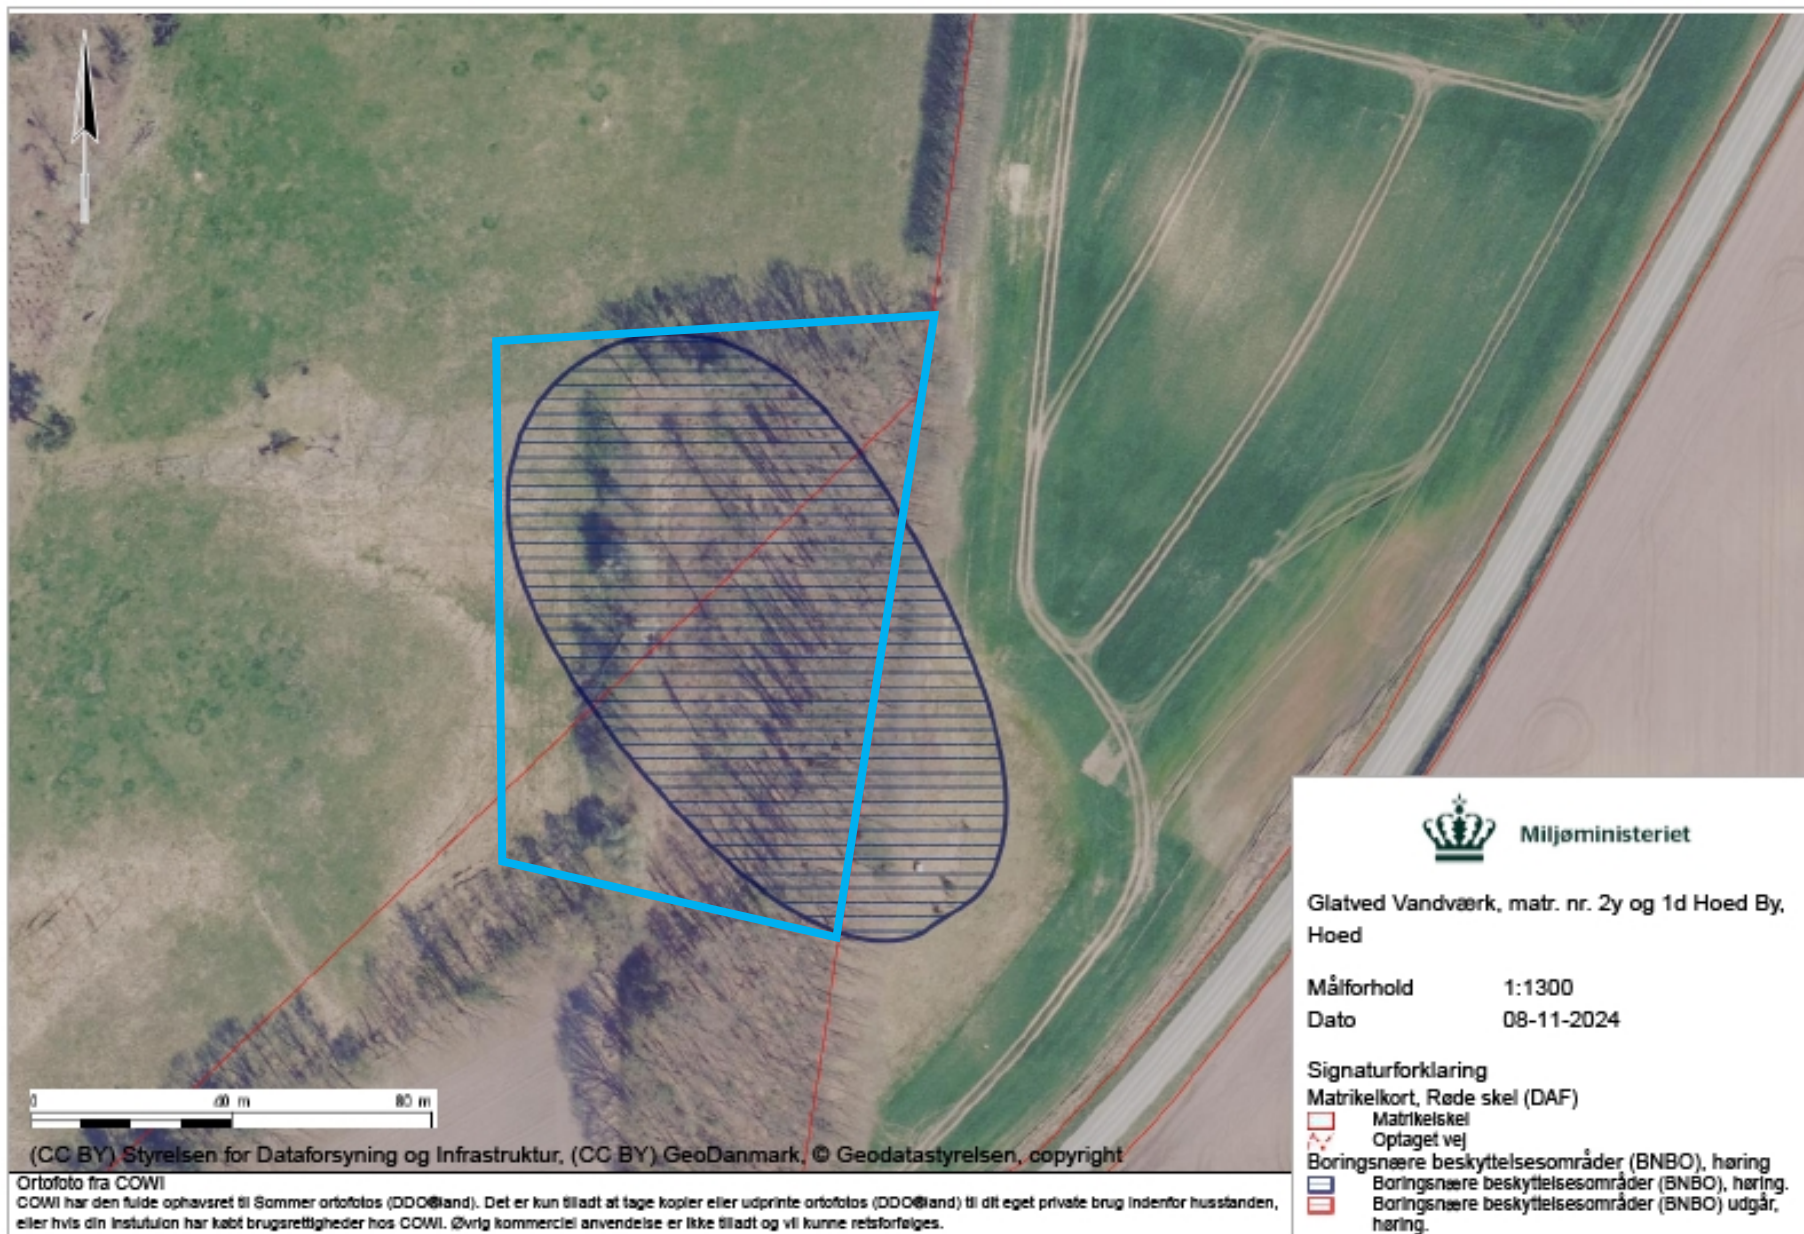 Miljøministeriet
Glatved Vandværk, matr. nr. 2y og 1d Hoed By,
Hoed
Målforhold 1:1300
Dato 08-11-2024
Signaturforklaring
Matrikelkort, Røde skel (DAF)
Matrikelskel
Optaget vej
Boringsnære beskyttelsesområder (BNBO), høring
Boringsnære beskyttelsesområder (BNBO), høring.
Boringsnære beskyttelsesområder (BNBO) udgår,
høring.
0 40 m 80 m
(CC BY) Styrelsen for Dataforsyning og Infrastruktur, (CC BY) GeoDanmark, © Geodatastyrelsen, copyright
Ortofoto fra COWI
COWI har den fulde ophavsret til Sommer ortofotos (DDO®land). Det er kun tilladt at tage kopier eller udprinte ortofotos (DDO®land) til dit eget private brug indenfor husstanden,
eller hvis din instutuion har købt brugsrettigheder hos COWI. Øvrig kommerciel anvendelse er ikke tilladt og vil kunne retsforfølges.